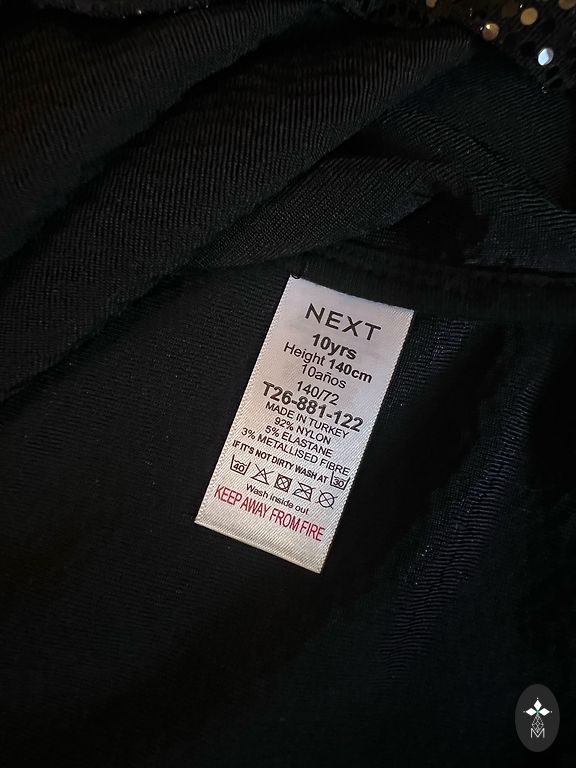 NEXT
10yrs
Height 140cm
10años
140/72
T26-881-122
MADE IN TURKEY
92% NYLON
5% ELASTANE
3% METALLISED FIBRE
IF IT'S NOT DIRTY WASH AT 30
40
Wash inside out
KEEP AWAY FROM FIRE
M